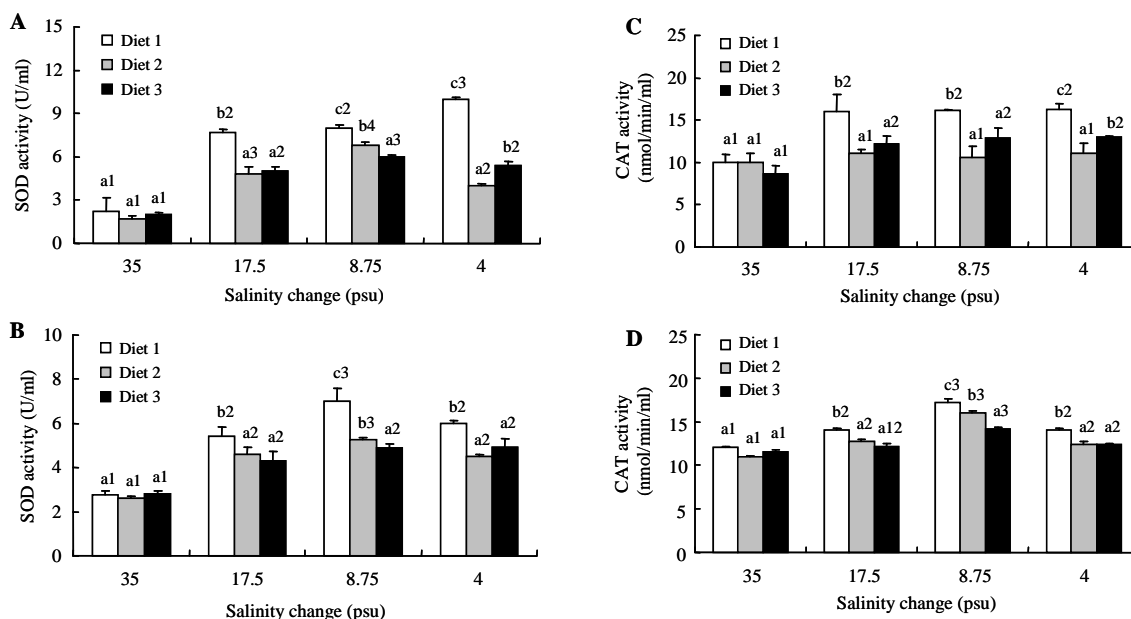 A
SOD activity (U/ml)
15
12
9
6
3
0
Diet 1
Diet 2
Diet 3
a1 a1 a1
b2 a3 a2
c2 b4 a3
c3 a2 b2
35 17.5 8.75 4
Salinity change (psu)
B
SOD activity (U/ml)
10
8
6
4
2
0
Diet 1
Diet 2
Diet 3
a1 a1 a1
b2 a2 a2
c3 b3 a2
b2 a2 a2
35 17.5 8.75 4
Salinity change (psu)
C
CAT activity
(nmol/min/ml)
25
20
15
10
5
0
Diet 1
Diet 2
Diet 3
a1 a1 a1
b2 a1 a2
b2 a1 a2
c2 a1 b2
35 17.5 8.75 4
Salinity change (psu)
D
CAT activity
(nmol/min/ml)
25
20
15
10
5
0
Diet 1
Diet 2
Diet 3
a1 a1 a1
b2 a2 a12
c3 b3 a3
b2 a2 a2
35 17.5 8.75 4
Salinity change (psu)